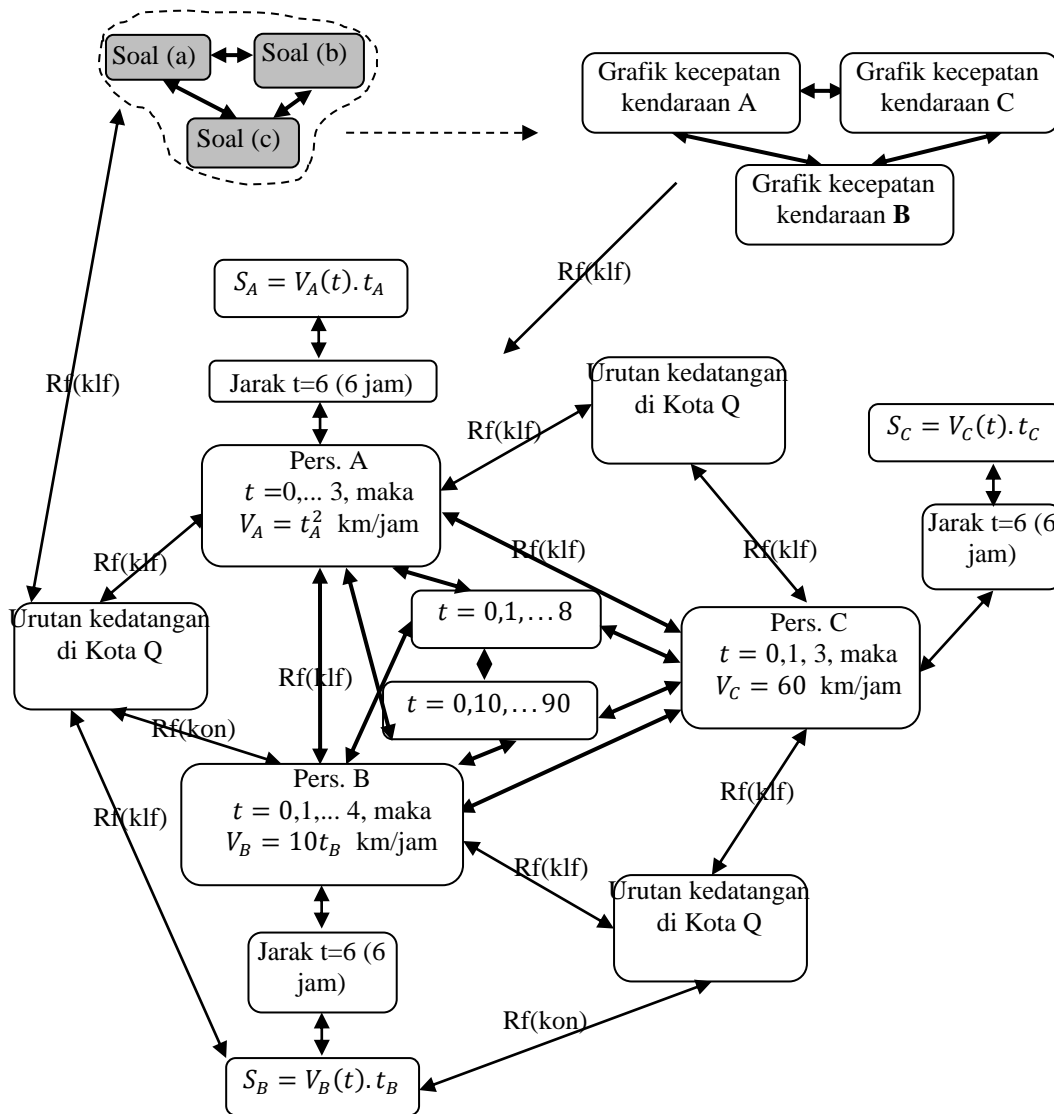 Soal (a)
Soal (b)
Soal (c)
Grafik kecepatan
kendaraan A
Grafik kecepatan
kendaraan C
Grafik kecepatan
kendaraan B
Rf(klf)
S_A = V_A(t). t_A
Rf(klf)
Jarak t=6 (6 jam)
Urutan kedatangan
di Kota Q
Rf(klf)
S_C = V_C(t). t_C
Pers. A
t =0,... 3, maka
V_A = t_A^2 km/jam
Jarak t=6 (6
jam)
Rf(klf)
Rf(klf)
Rf(klf)
Urutan kedatangan
di Kota Q
t = 0,1, … 8
Pers. C
t = 0,1, 3, maka
V_C = 60 km/jam
Rf(klf)
t = 0,10, … 90
Rf(kon)
Pers. B
t = 0,1,... 4, maka
V_B = 10t_B km/jam
Rf(klf)
Rf(klf)
Rf(klf)
Urutan kedatangan
di Kota Q
Jarak t=6 (6
jam)
Rf(kon)
S_B = V_B(t). t_B